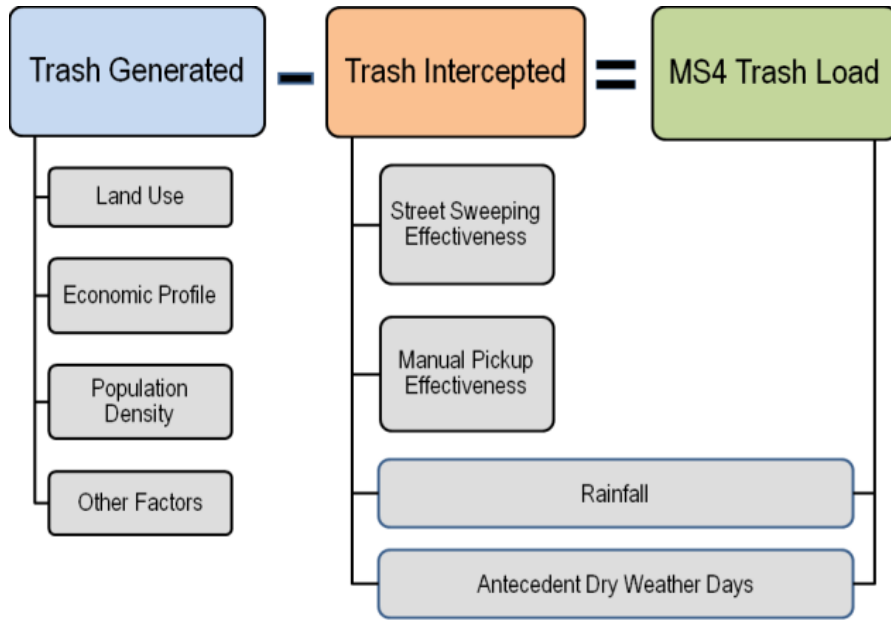 Trash Generated
-
Trash Intercepted
=
MS4 Trash Load
Land Use
Economic Profile
Population
Density
Other Factors
Street Sweeping
Effectiveness
Manual Pickup
Effectiveness
Rainfall
Antecedent Dry Weather Days